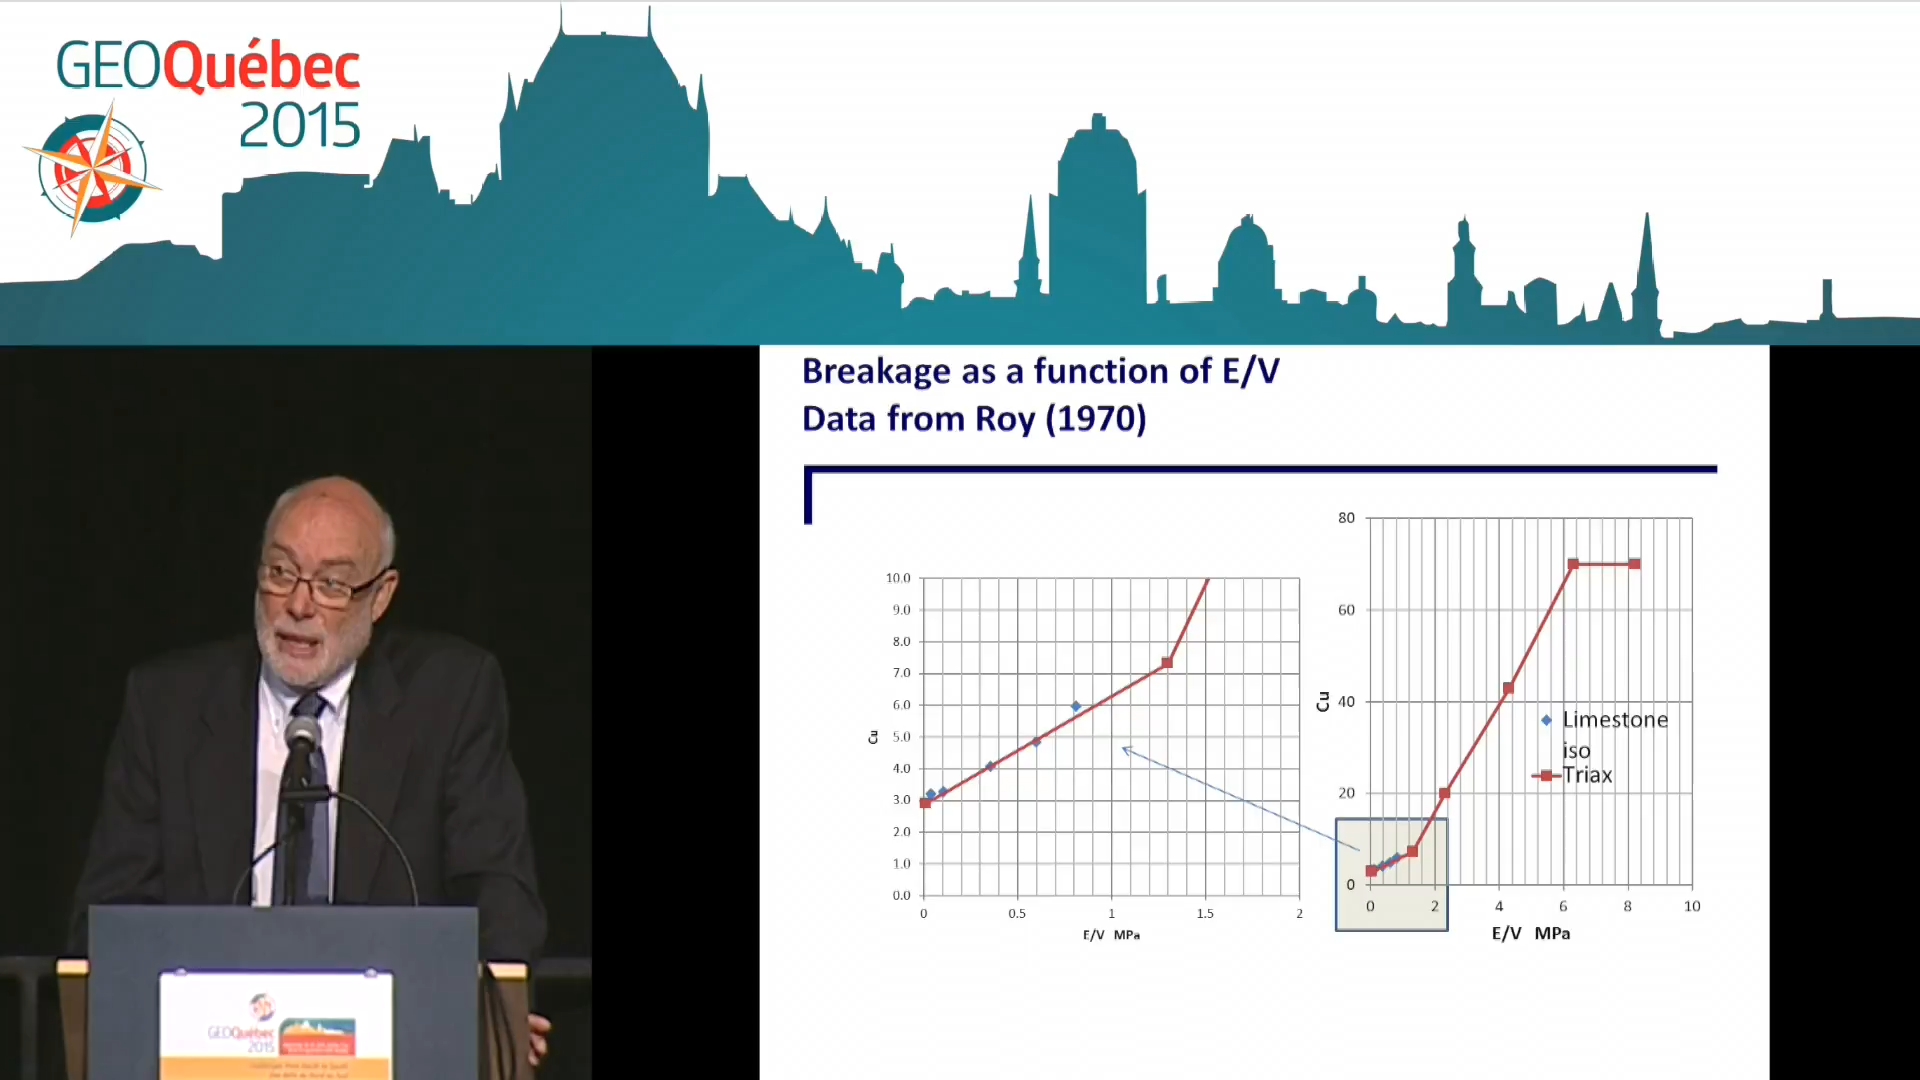 GEOQuébec
2015
Breakage as a function of E/V
Data from Roy (1970)
10.0
9.0
8.0
7.0
6.0
5.0
4.0
3.0
2.0
1.0
0.0
Cu
0
0.5
1
1.5
2
E/V MPa
80
60
40
20
0
Cu
Limestone
iso
Triax
0
2
4
6
8
10
E/V MPa
GEOQuébec
2015